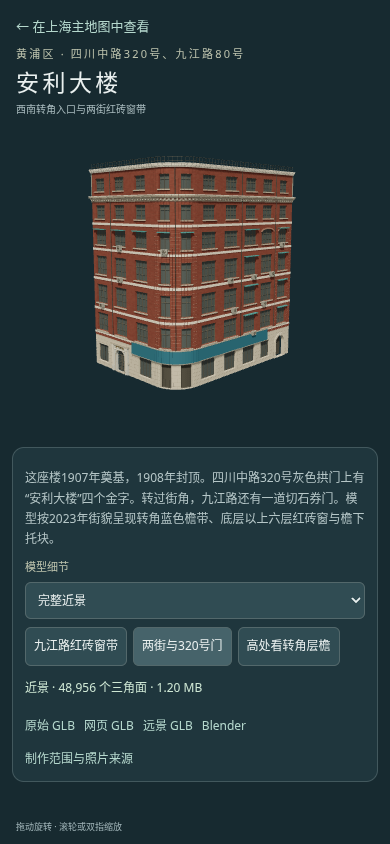 ← 在上海主地图中查看
黄浦区 · 四川中路320号、九江路80号
安利大楼
西南转角入口与两街红砖窗带
这座楼1907年奠基，1908年封顶。四川中路320号灰色拱门上有
“安利大楼”四个金字。转过街角，九江路还有一道切石券门。模
型按2023年街貌呈现转角蓝色檐带、底层以上六层红砖窗与檐下
托块。
模型细节
完整近景
九江路红砖窗带 两街与320号门 高处看转角层檐
近景 · 48,956 个三角面 · 1.20 MB
原始 GLB 网页 GLB 远景 GLB Blender
制作范围与照片来源
拖动旋转 · 滚轮或双指缩放